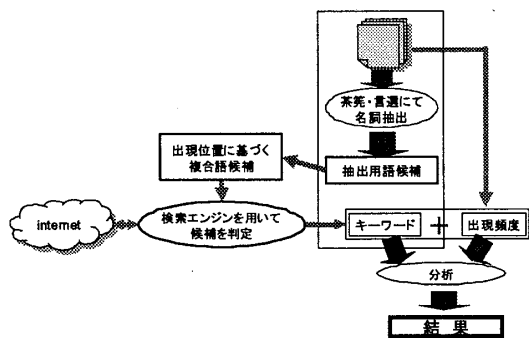 茶筅・言選にて
名詞抽出
出現位置に基づく
複合語候補
抽出用語候補
internet
検索エンジンを用いて
候補を判定
キーワード
+
出現頻度
分析
結果